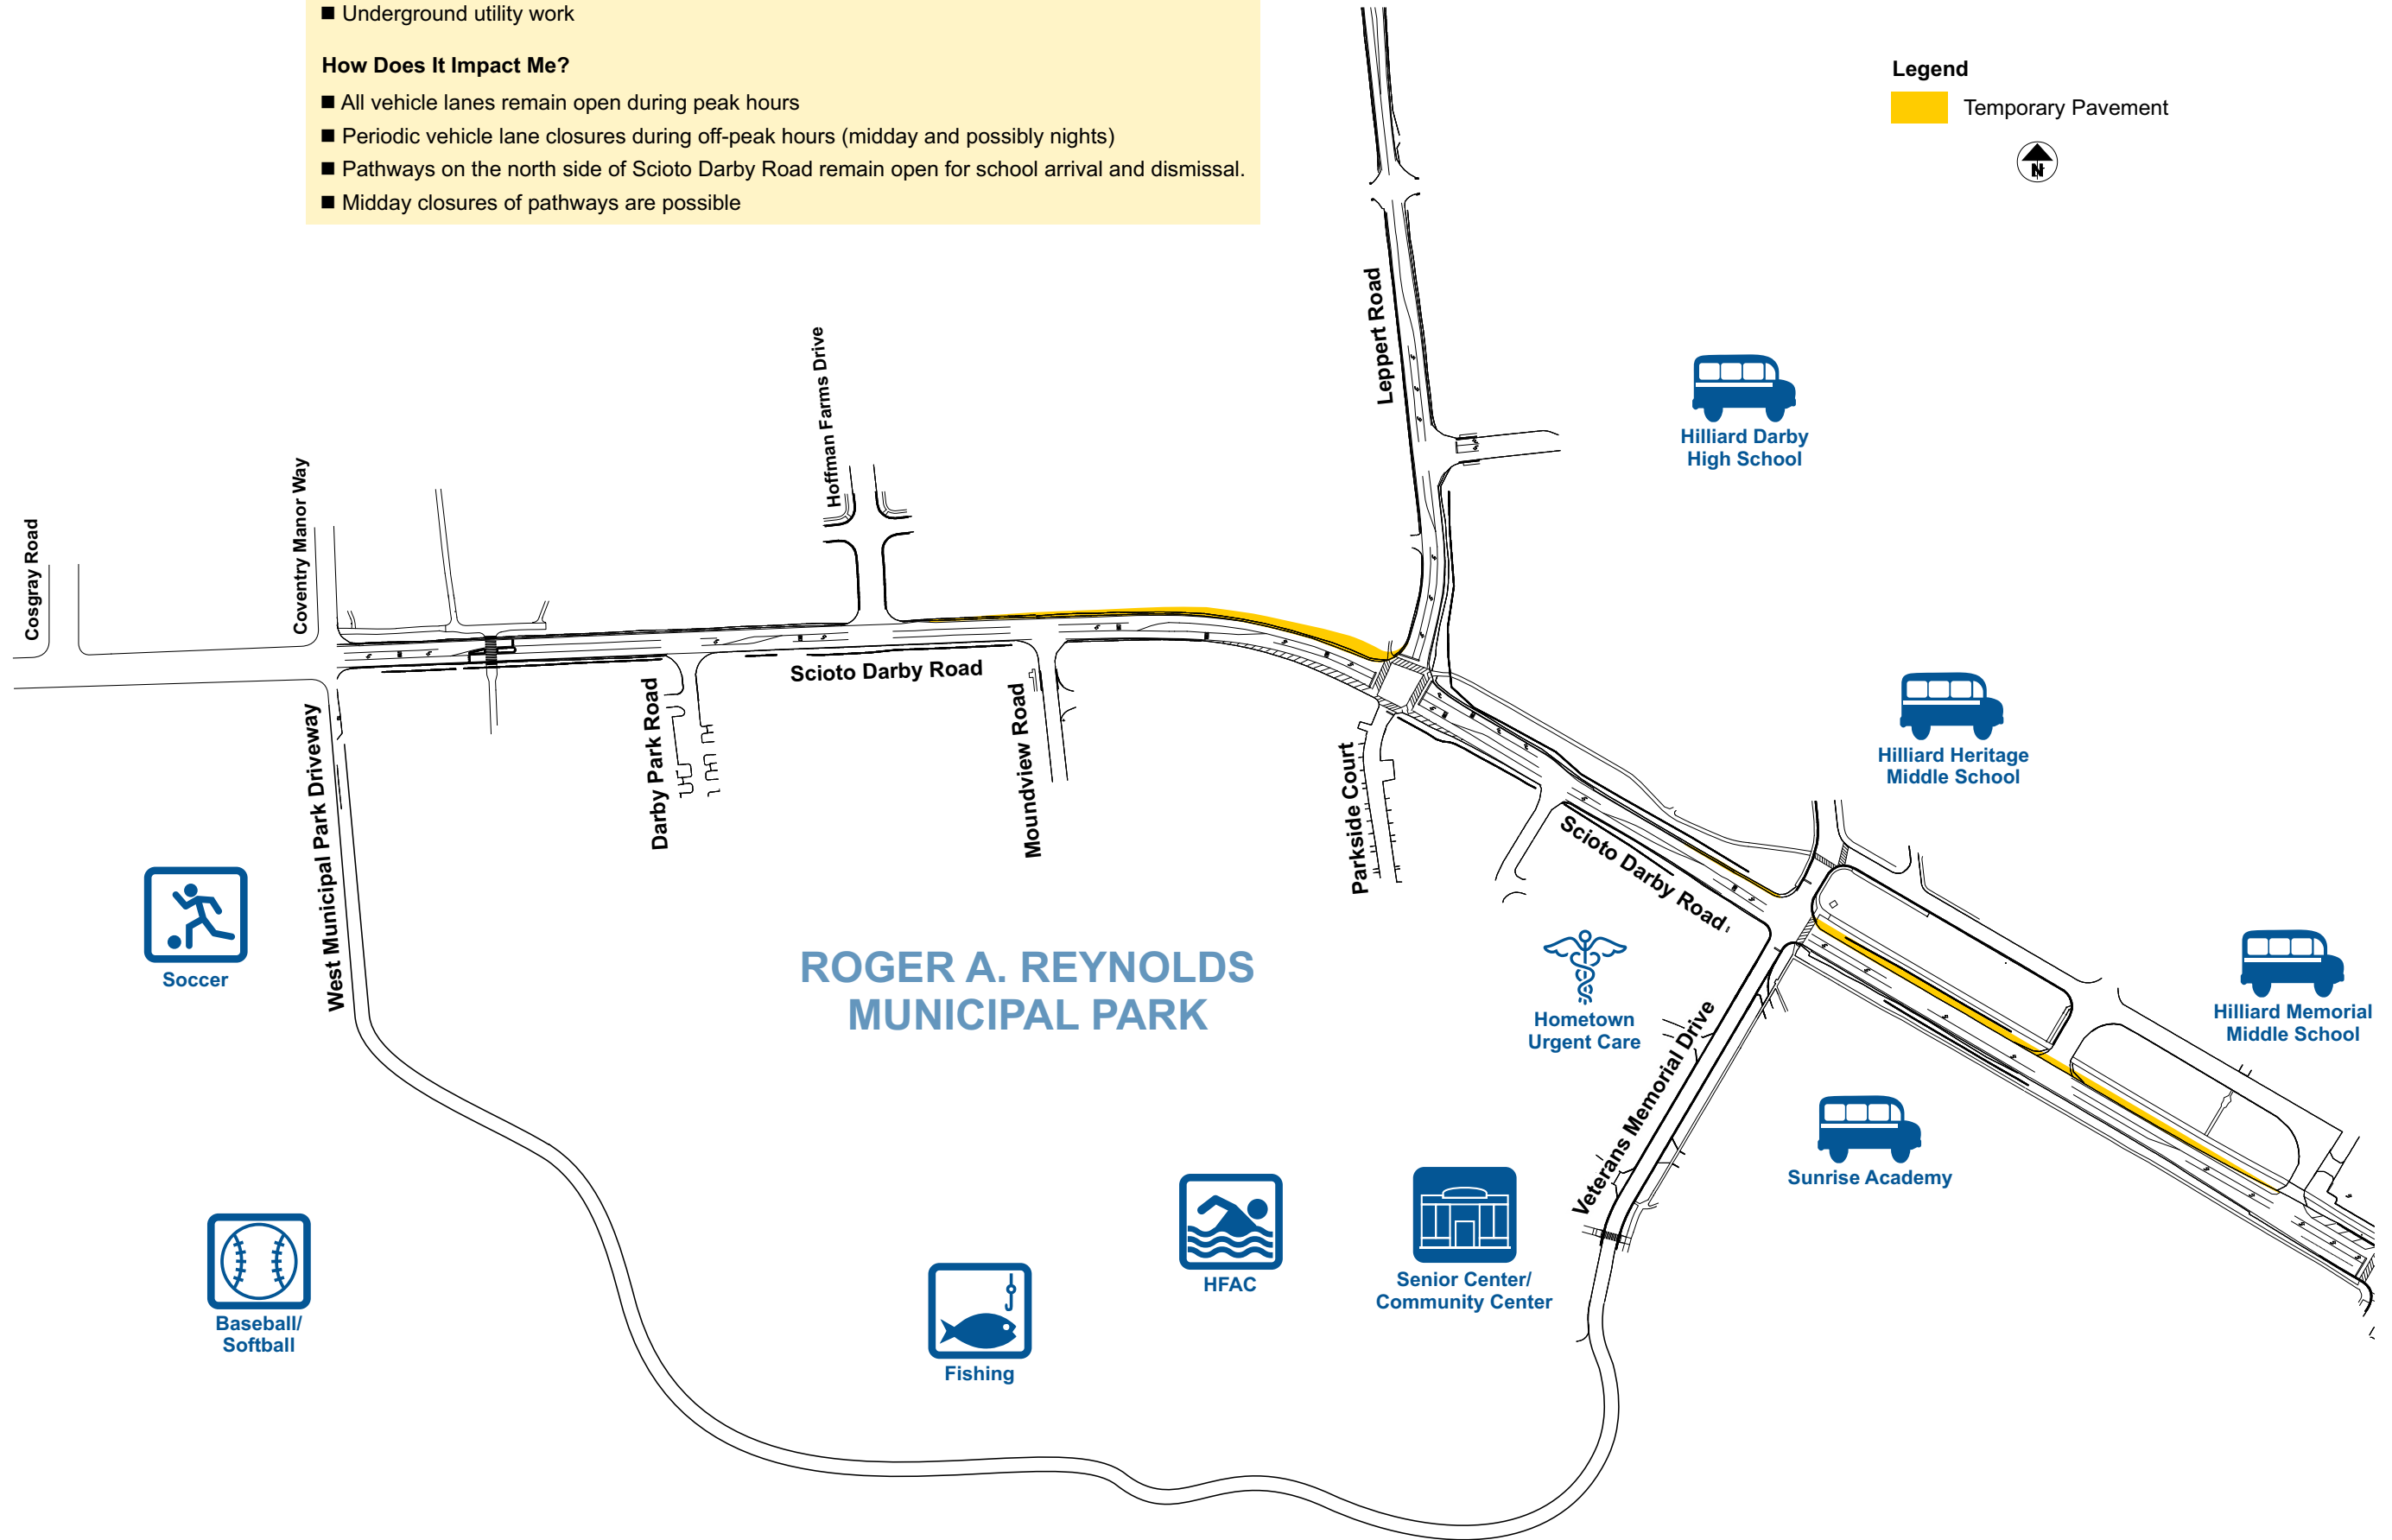 ■ Underground utility work
How Does It Impact Me?
■ All vehicle lanes remain open during peak hours
■ Periodic vehicle lane closures during off-peak hours (midday and possibly nights)
■ Pathways on the north side of Scioto Darby Road remain open for school arrival and dismissal.
■ Midday closures of pathways are possible
Legend
Temporary Pavement
N
Leppert Road
Hoffman Farms Drive
Coventry Manor Way
Cosgray Road
Hilliard Darby
High School
Scioto Darby Road
Darby Park Road
Moundview Road
West Municipal Park Driveway
Parkside Court
Hilliard Heritage
Middle School
Scioto Darby Road
Soccer
ROGER A. REYNOLDS
MUNICIPAL PARK
Hometown
Urgent Care
Veterans Memorial Drive
Hilliard Memorial
Middle School
Sunrise Academy
HFAC
Senior Center/
Community Center
Baseball/
Softball
Fishing